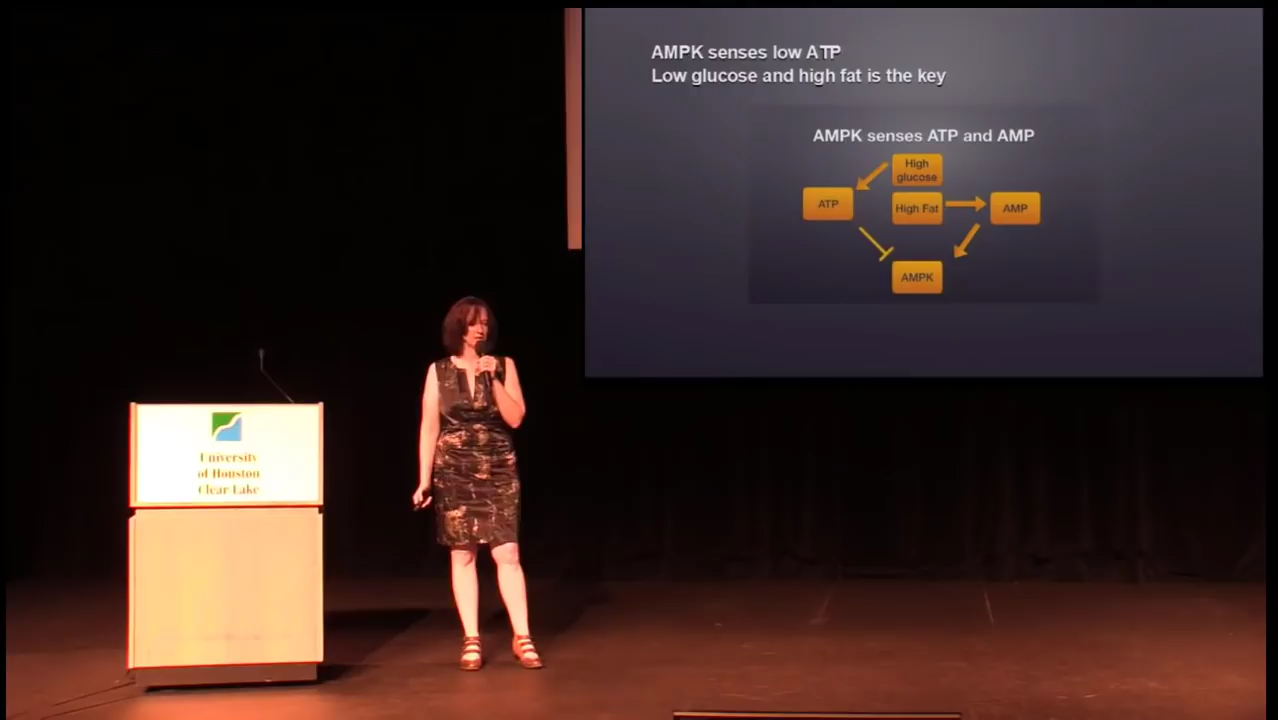 AMPK senses low ATP
Low glucose and high fat is the key
AMPK senses ATP and AMP
High
glucose
ATP
High Fat
AMP
AMPK
University
of Houston
Clear Lake